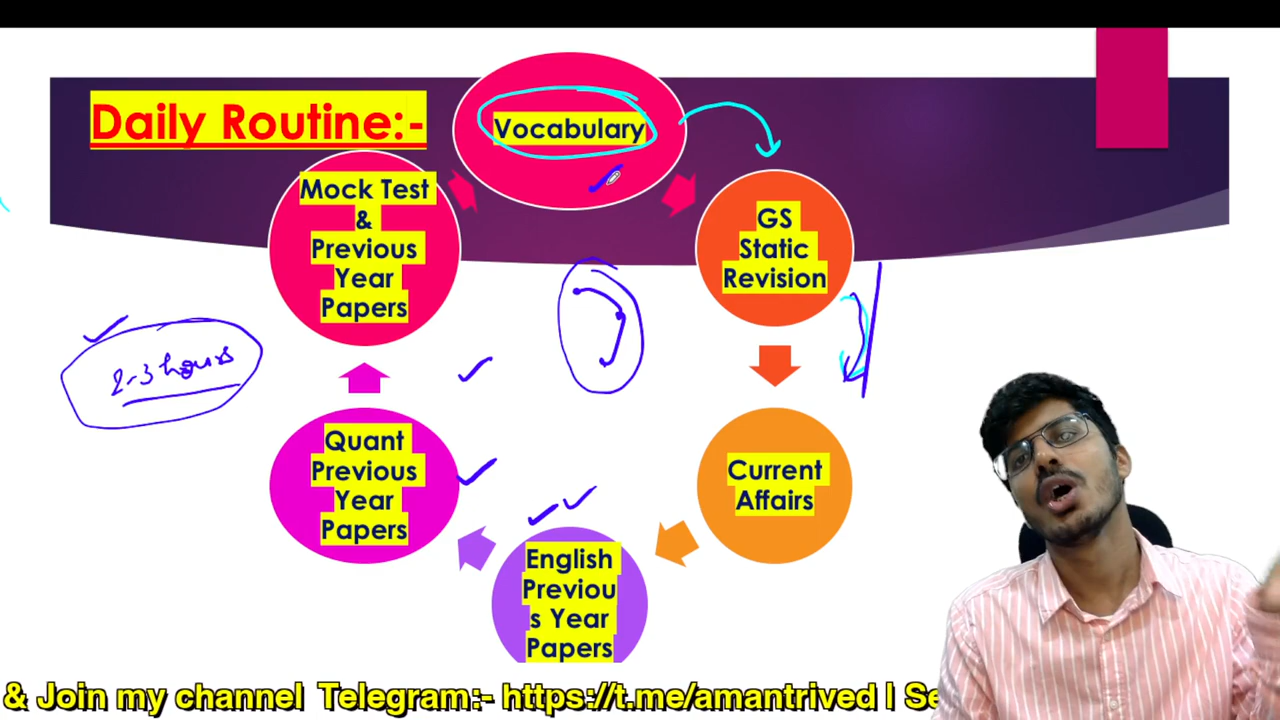 Daily Routine:-
Vocabulary
GS
Static
Revision
Current
Affairs
English
Previou
s Year
Papers
Quant
Previous
Year
Papers
Mock Test
&
Previous
Year
Papers
2-3 hours
& Join my channel Telegram:- https://t.me/amantrived I Se